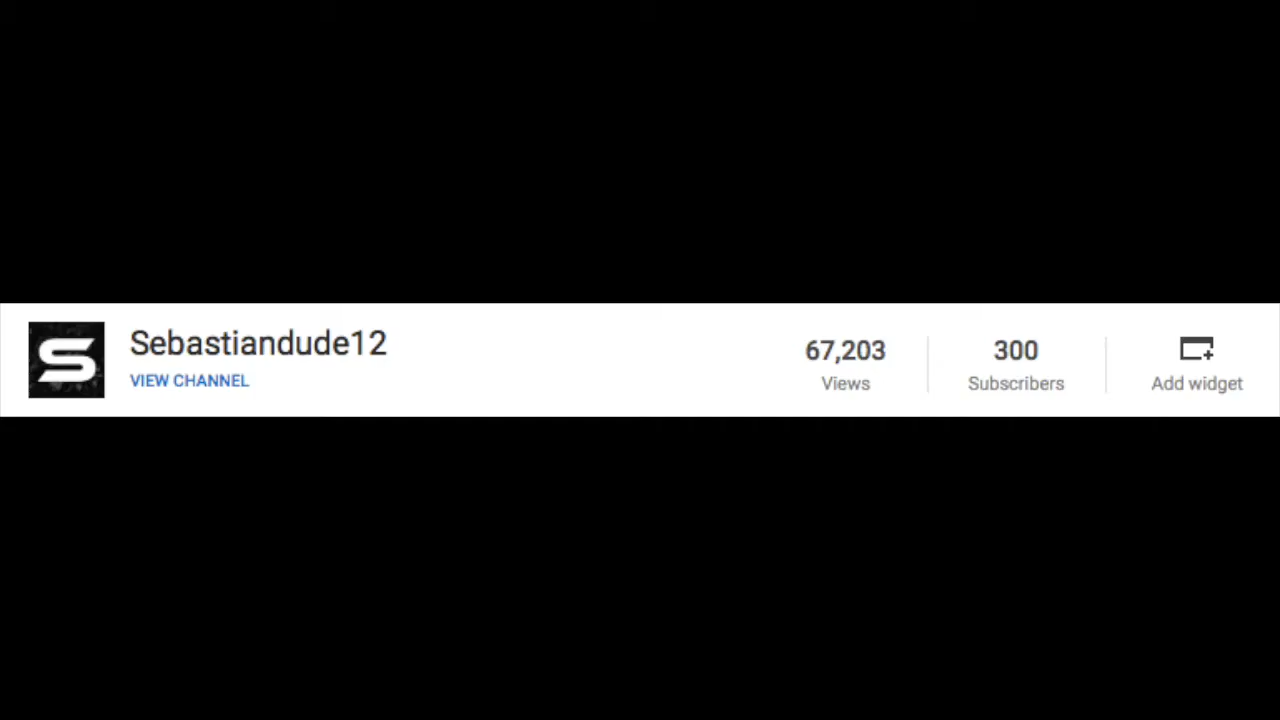 S
Sebastiandude12
VIEW CHANNEL
67,203
Views
300
Subscribers
Add widget